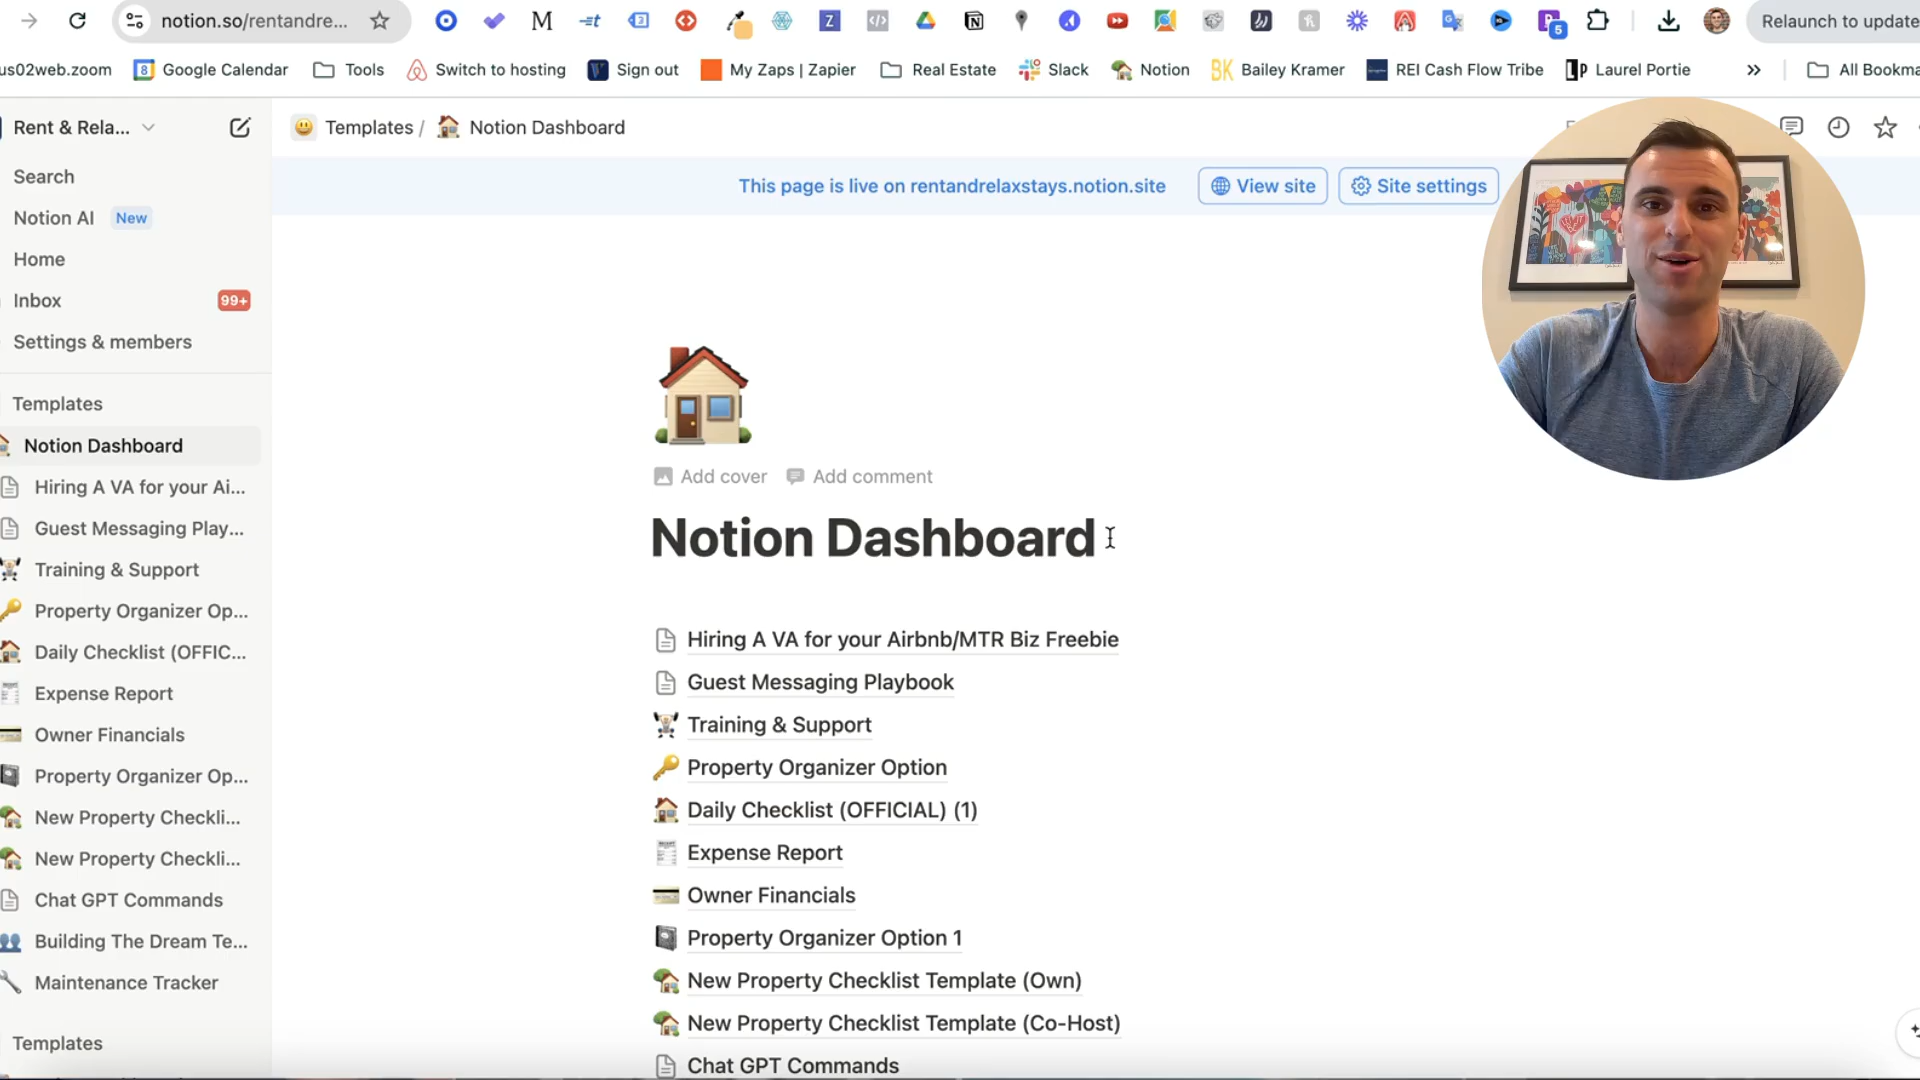 notion.so/rentandre...
5
Relaunch to update
us02web.zoom
8 Google Calendar
Tools
Switch to hosting
Sign out
My Zaps | Zapier
Real Estate
Slack
Notion
BK Bailey Kramer
REI Cash Flow Tribe
Laurel Portie
»
All Bookma
Rent & Rela...
Templates /
Notion Dashboard
Search
This page is live on rentandrelaxstays.notion.site
View site
Site settings
Notion AI New
Home
Inbox 99+
Settings & members
Templates
Notion Dashboard
Hiring A VA for your Ai...
Guest Messaging Play...
Training & Support
Property Organizer Op...
Daily Checklist (OFFIC...
Expense Report
Owner Financials
Property Organizer Op...
New Property Checkli...
New Property Checkli...
Chat GPT Commands
Building The Dream Te...
Maintenance Tracker
Templates
Add cover
Add comment
Notion Dashboard
Hiring A VA for your Airbnb/MTR Biz Freebie
Guest Messaging Playbook
Training & Support
Property Organizer Option
Daily Checklist (OFFICIAL) (1)
Expense Report
Owner Financials
Property Organizer Option 1
New Property Checklist Template (Own)
New Property Checklist Template (Co-Host)
Chat GPT Commands